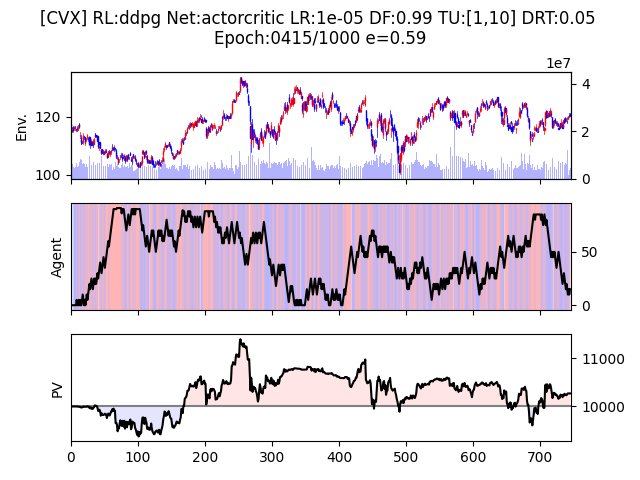 [CVX] RL:ddpg Net:actorcritic LR:1e-05 DF:0.99 TU:[1,10] DRT:0.05
Epoch:0415/1000 e=0.59
1e7
Env.
120
100
4
2
0
Agent
50
0
PV
11000
10000
0 100 200 300 400 500 600 700